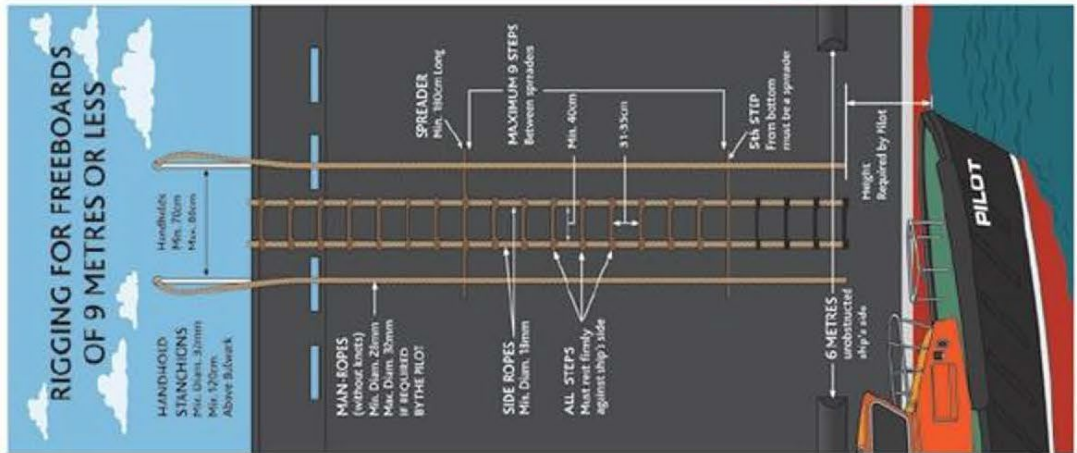 RIGGING FOR FREEBOARDS
OF 9 METRES OR LESS
HANDHOLD
STANCHIONS
Min. Diam. 32mm
Min. 120cm
Above Bulwark
Handholds
Min. 70cm
Max. 80cm
MAN-ROPES
(without knots)
Min. Diam. 28mm
Max. Diam. 32mm
IF REQUIRED
BY THE PILOT
SPREADER
Min. 180cm Long
MAXIMUM 9 STEPS
Between spreades
SIDE ROPES
Min. Diam. 18mm
Min. 40cm
31-35cm
ALL STEPS
Must rest firmly
against ship's side
5th STEP
From bottom
must be a spreader
6 METRES
unobstructed
ship's side
Height
Required by Pilot
PILOT